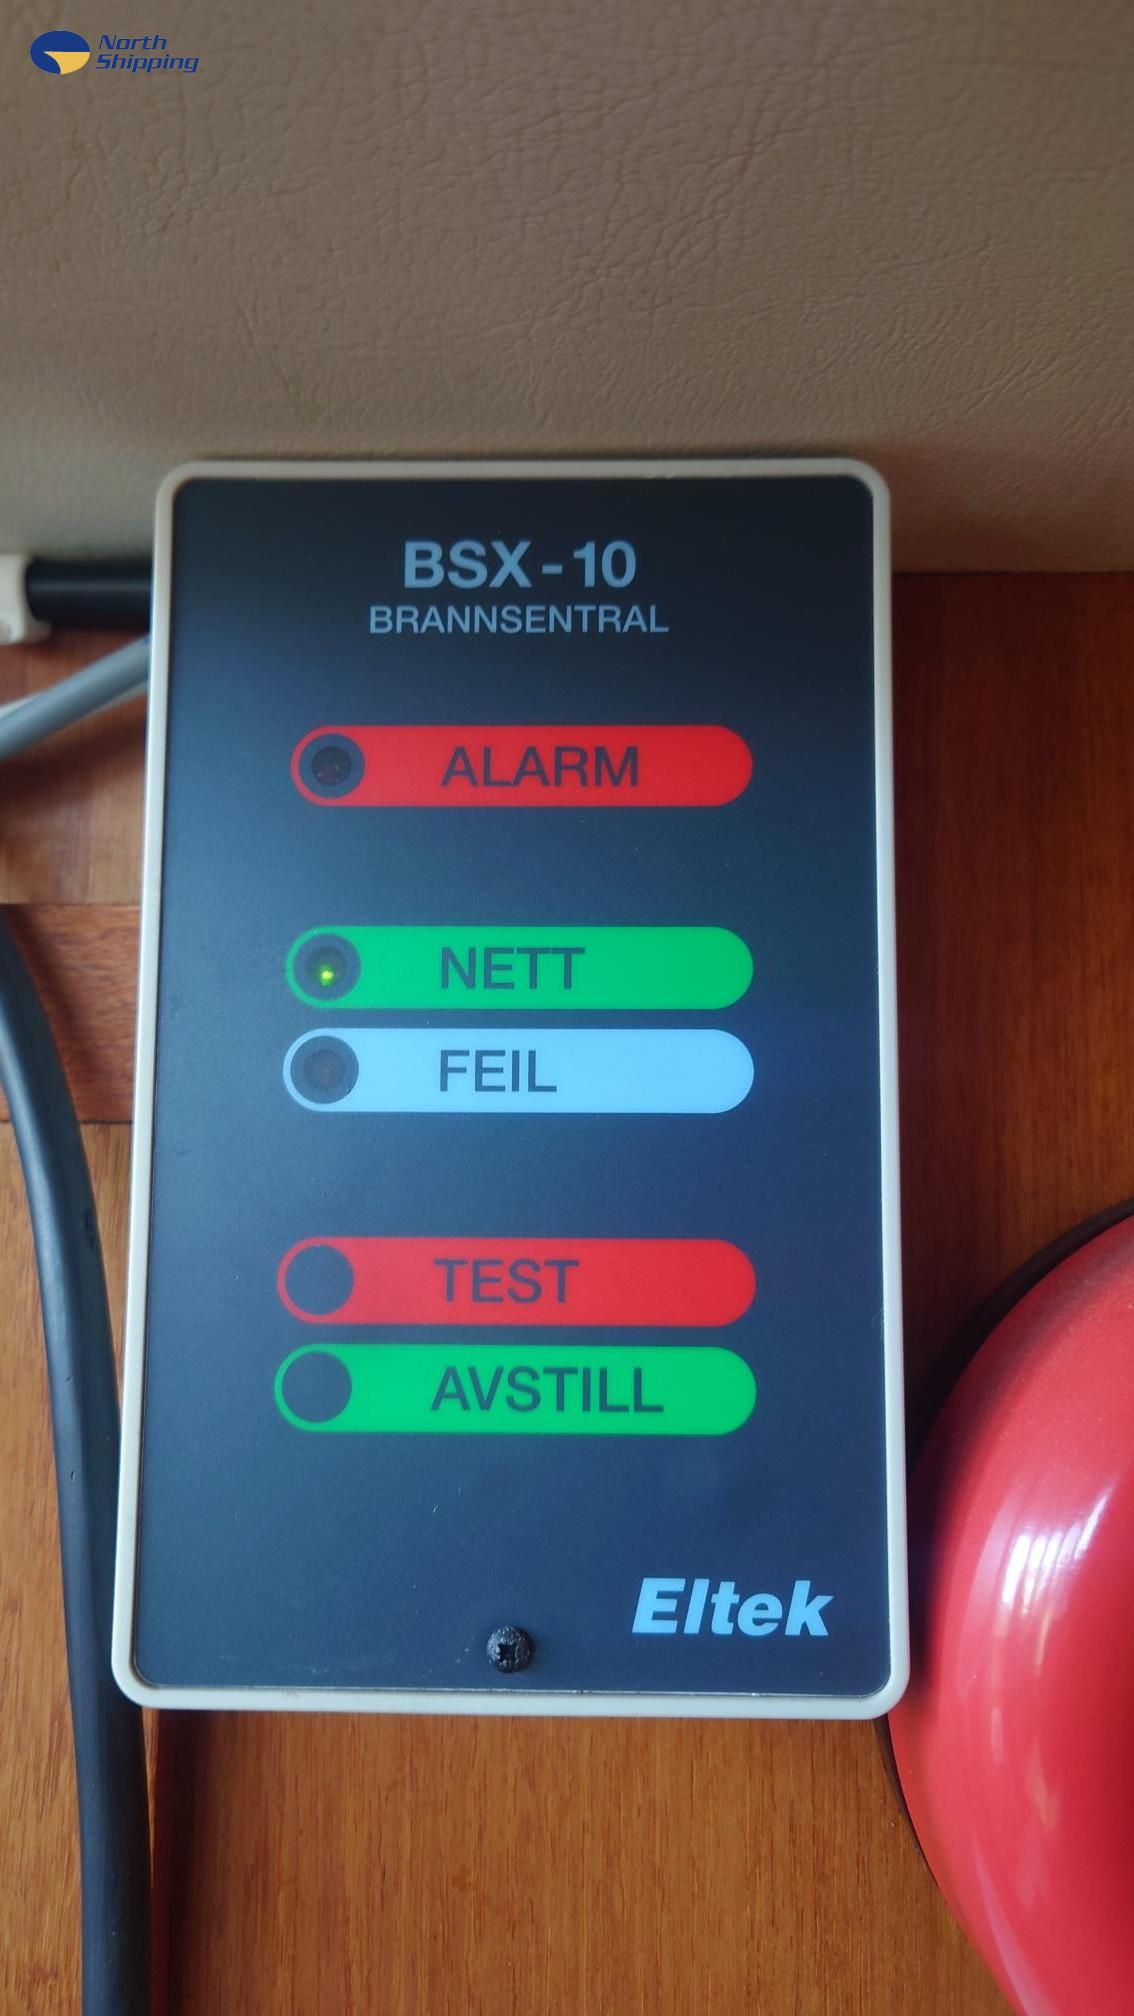 North
Shipping
BSX-10
BRANNSENTRAL
ALARM
NETT
FEIL
TEST
AVSTILL
Eltek